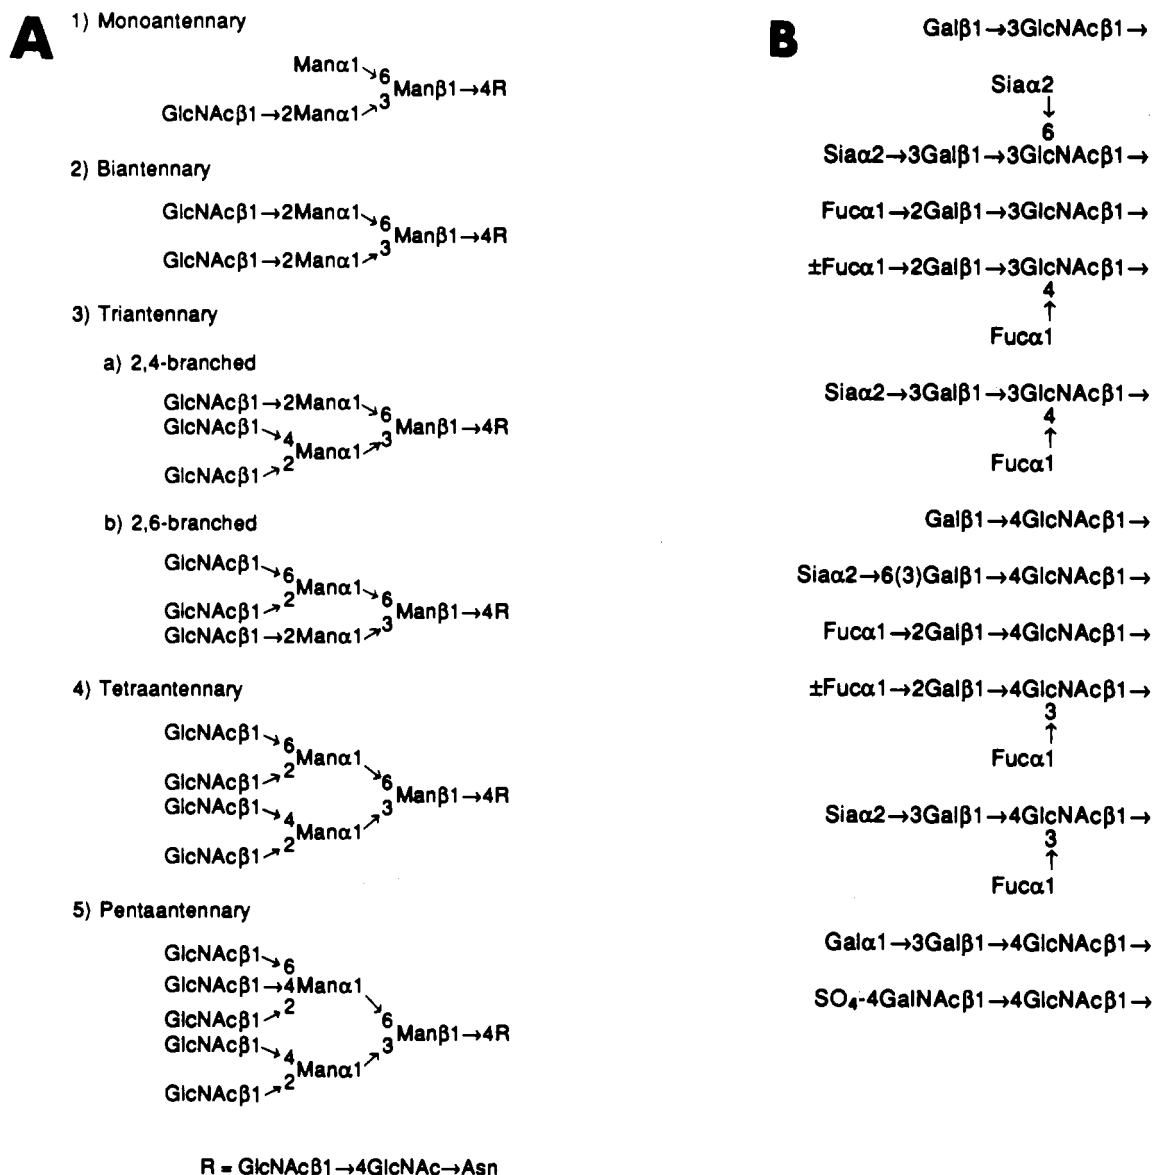 A
1) Monoantennary
Manα1↘6
Manβ1→4R
GlcNAcβ1→2Manα1↗3
2) Biantennary
GlcNAcβ1→2Manα1↘6
Manβ1→4R
GlcNAcβ1→2Manα1↗3
3) Triantennary
a) 2,4-branched
GlcNAcβ1→2Manα1↘6
GlcNAcβ1↘4
Manβ1→4R
Manα1↗3
GlcNAcβ1↗2
b) 2,6-branched
GlcNAcβ1↘6
Manα1↘6
GlcNAcβ1↗2
Manβ1→4R
GlcNAcβ1→2Manα1↗3
4) Tetraantennary
GlcNAcβ1↘6
Manα1↘6
GlcNAcβ1↗2
Manβ1→4R
GlcNAcβ1↘4
Manα1↗3
GlcNAcβ1↗2
5) Pentaantennary
GlcNAcβ1↘6
GlcNAcβ1→4Manα1↘6
GlcNAcβ1↗2
Manβ1→4R
GlcNAcβ1↘4
Manα1↗3
GlcNAcβ1↗2
R = GlcNAcβ1→4GlcNAc→Asn
B
Galβ1→3GlcNAcβ1→
Siaα2
↓
6
Siaα2→3Galβ1→3GlcNAcβ1→
Fucα1→2Galβ1→3GlcNAcβ1→
±Fucα1→2Galβ1→3GlcNAcβ1→
4
↑
Fucα1
Siaα2→3Galβ1→3GlcNAcβ1→
4
↑
Fucα1
Galβ1→4GlcNAcβ1→
Siaα2→6(3)Galβ1→4GlcNAcβ1→
Fucα1→2Galβ1→4GlcNAcβ1→
±Fucα1→2Galβ1→4GlcNAcβ1→
3
↑
Fucα1
Siaα2→3Galβ1→4GlcNAcβ1→
3
↑
Fucα1
Galα1→3Galβ1→4GlcNAcβ1→
SO₄-4GalNAcβ1→4GlcNAcβ1→